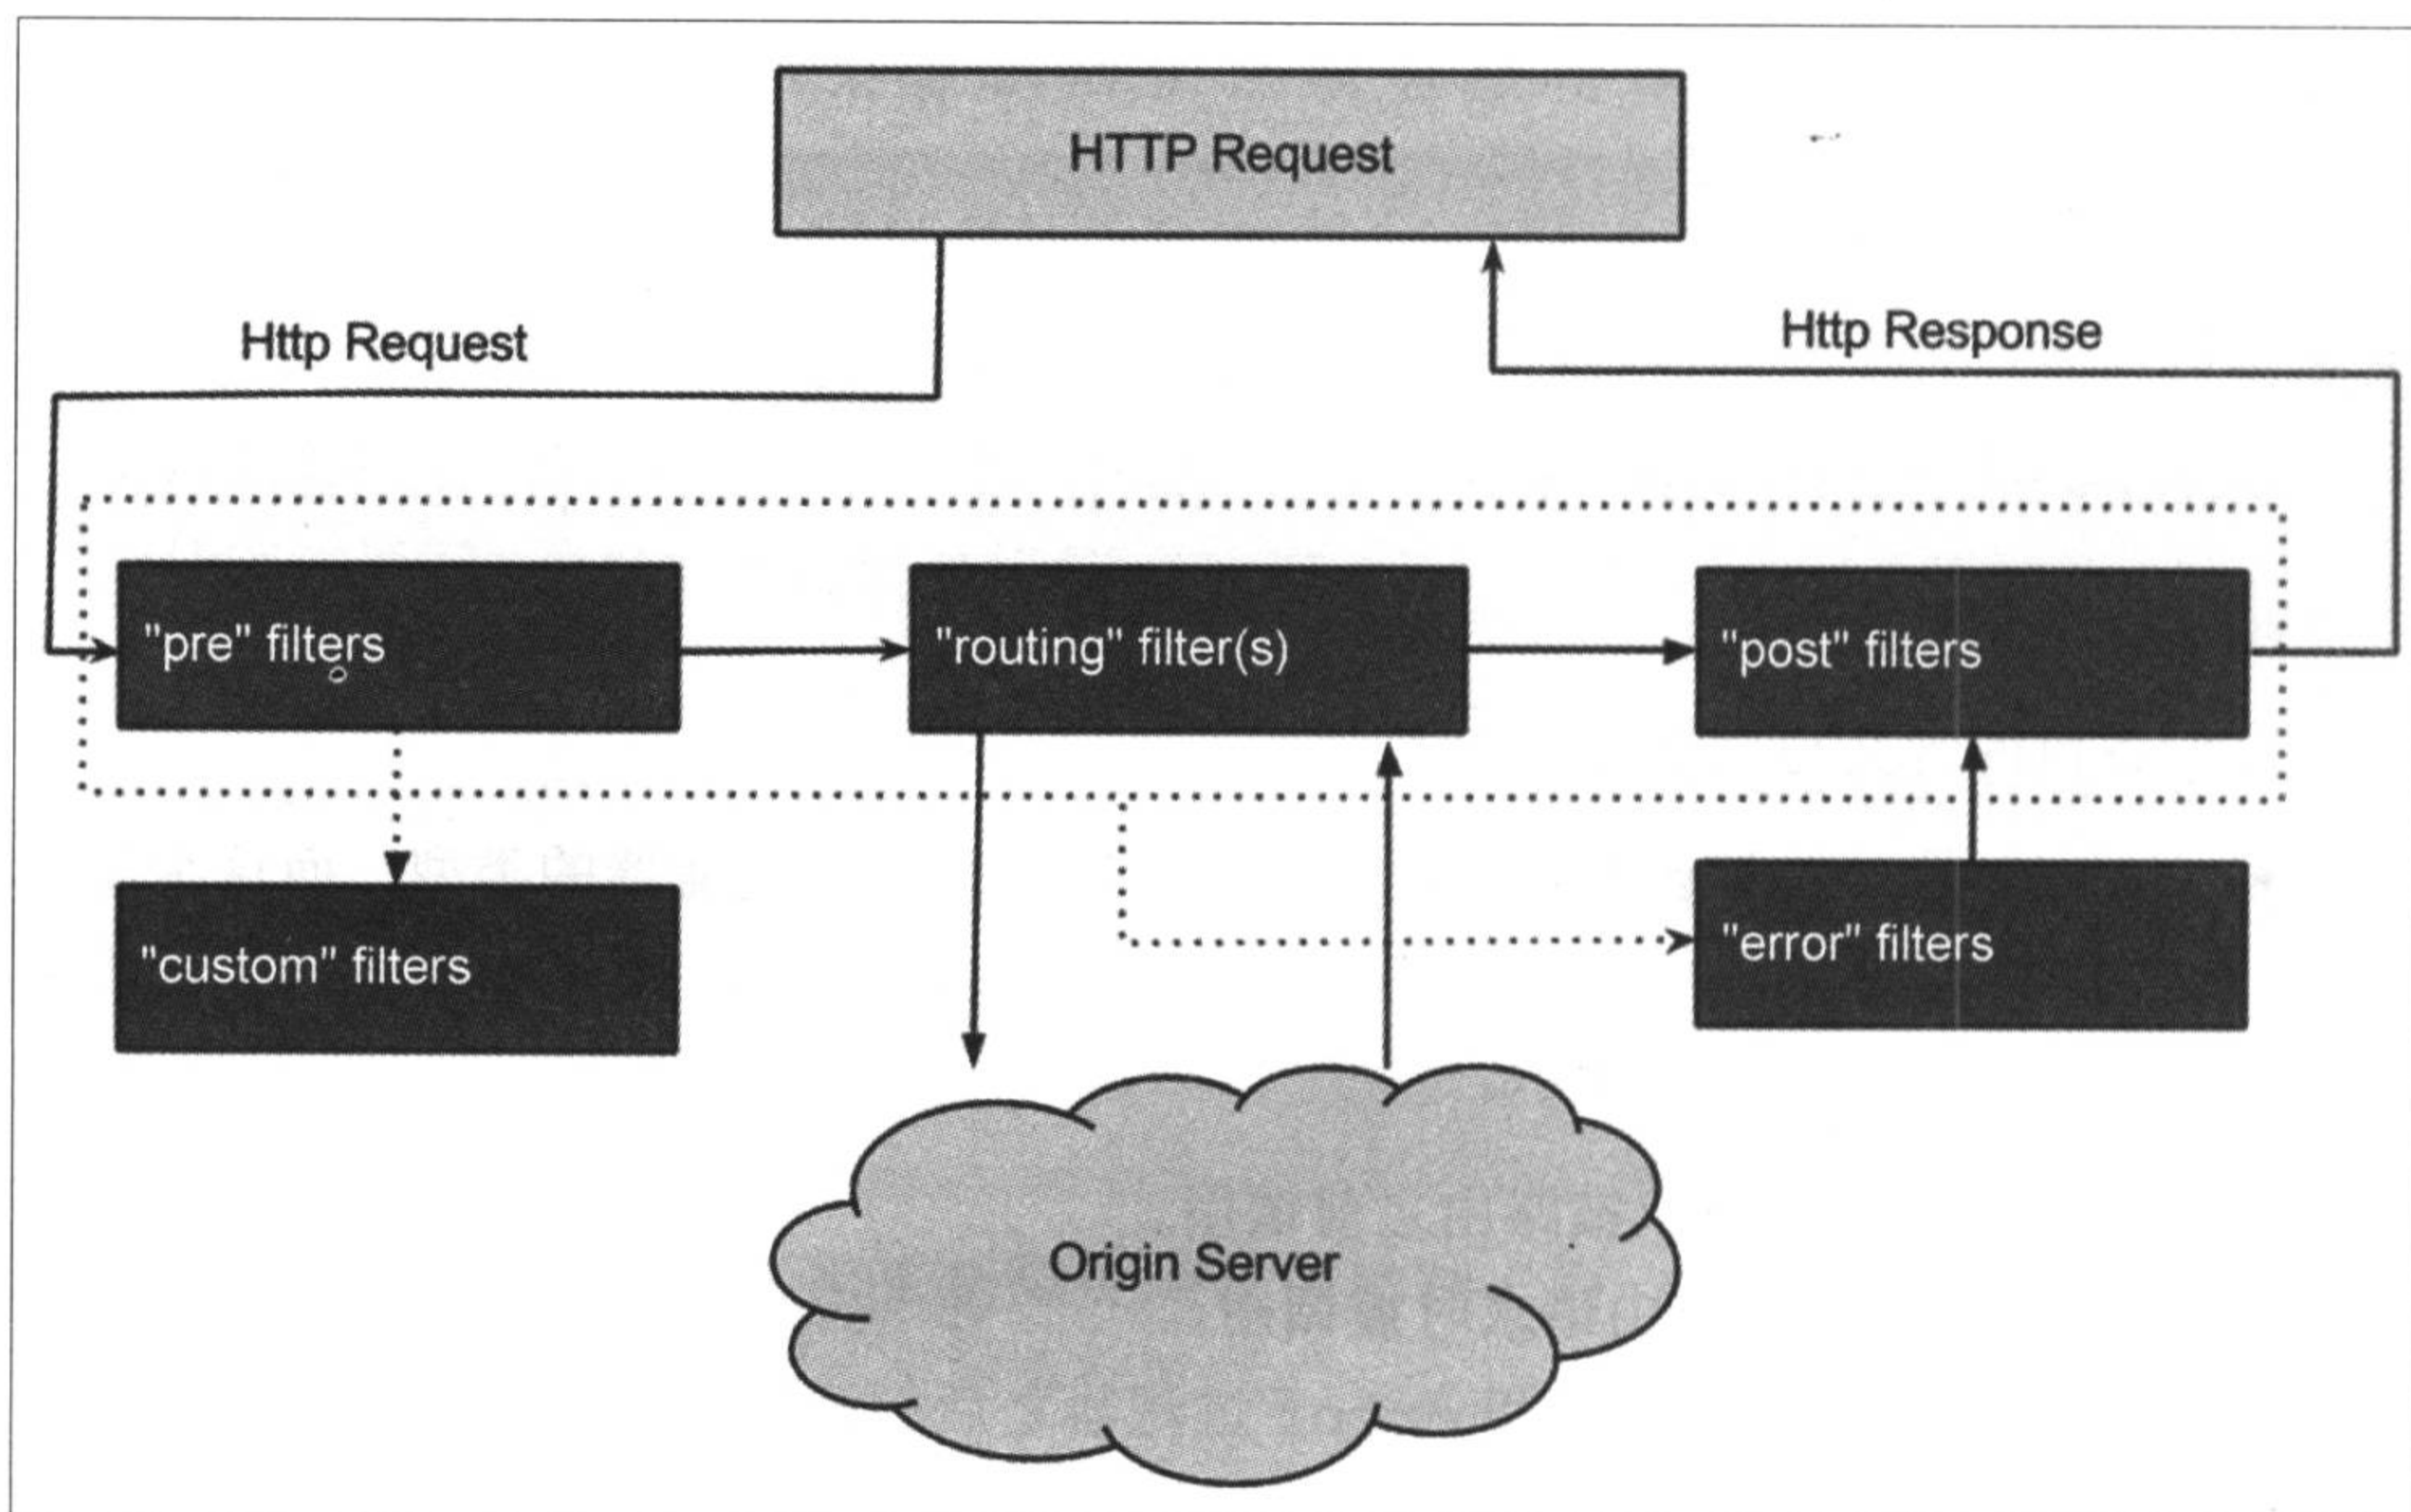 HTTP Request
Http Request
Http Response
"pre" filters
"routing" filter(s)
"post" filters
"custom" filters
"error" filters
Origin Server